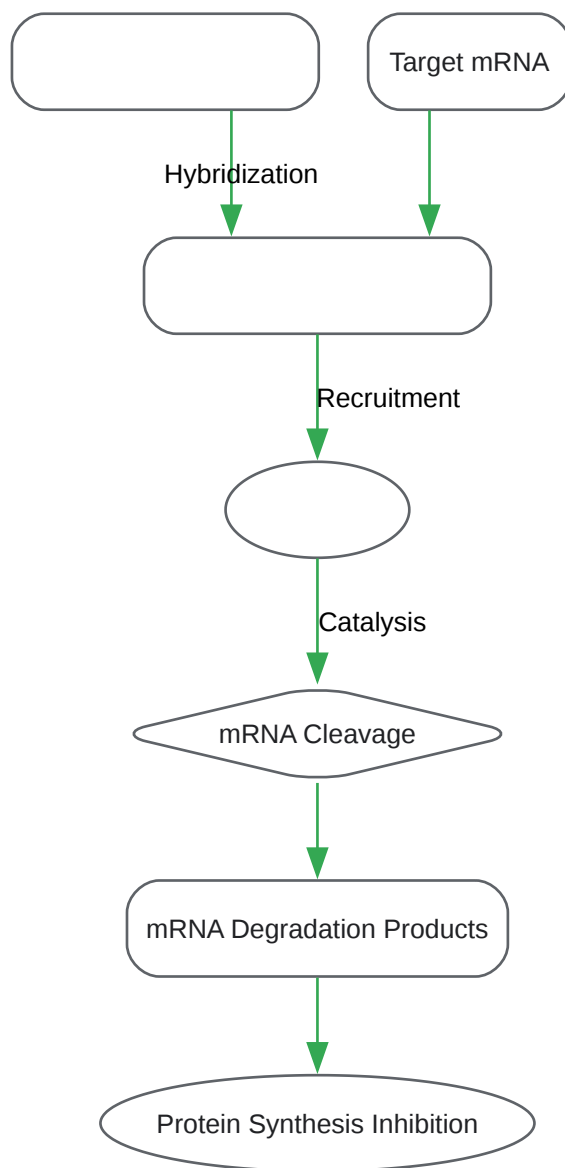 Target mRNA
Hybridization
Recruitment
Catalysis
mRNA Cleavage
mRNA Degradation Products
Protein Synthesis Inhibition